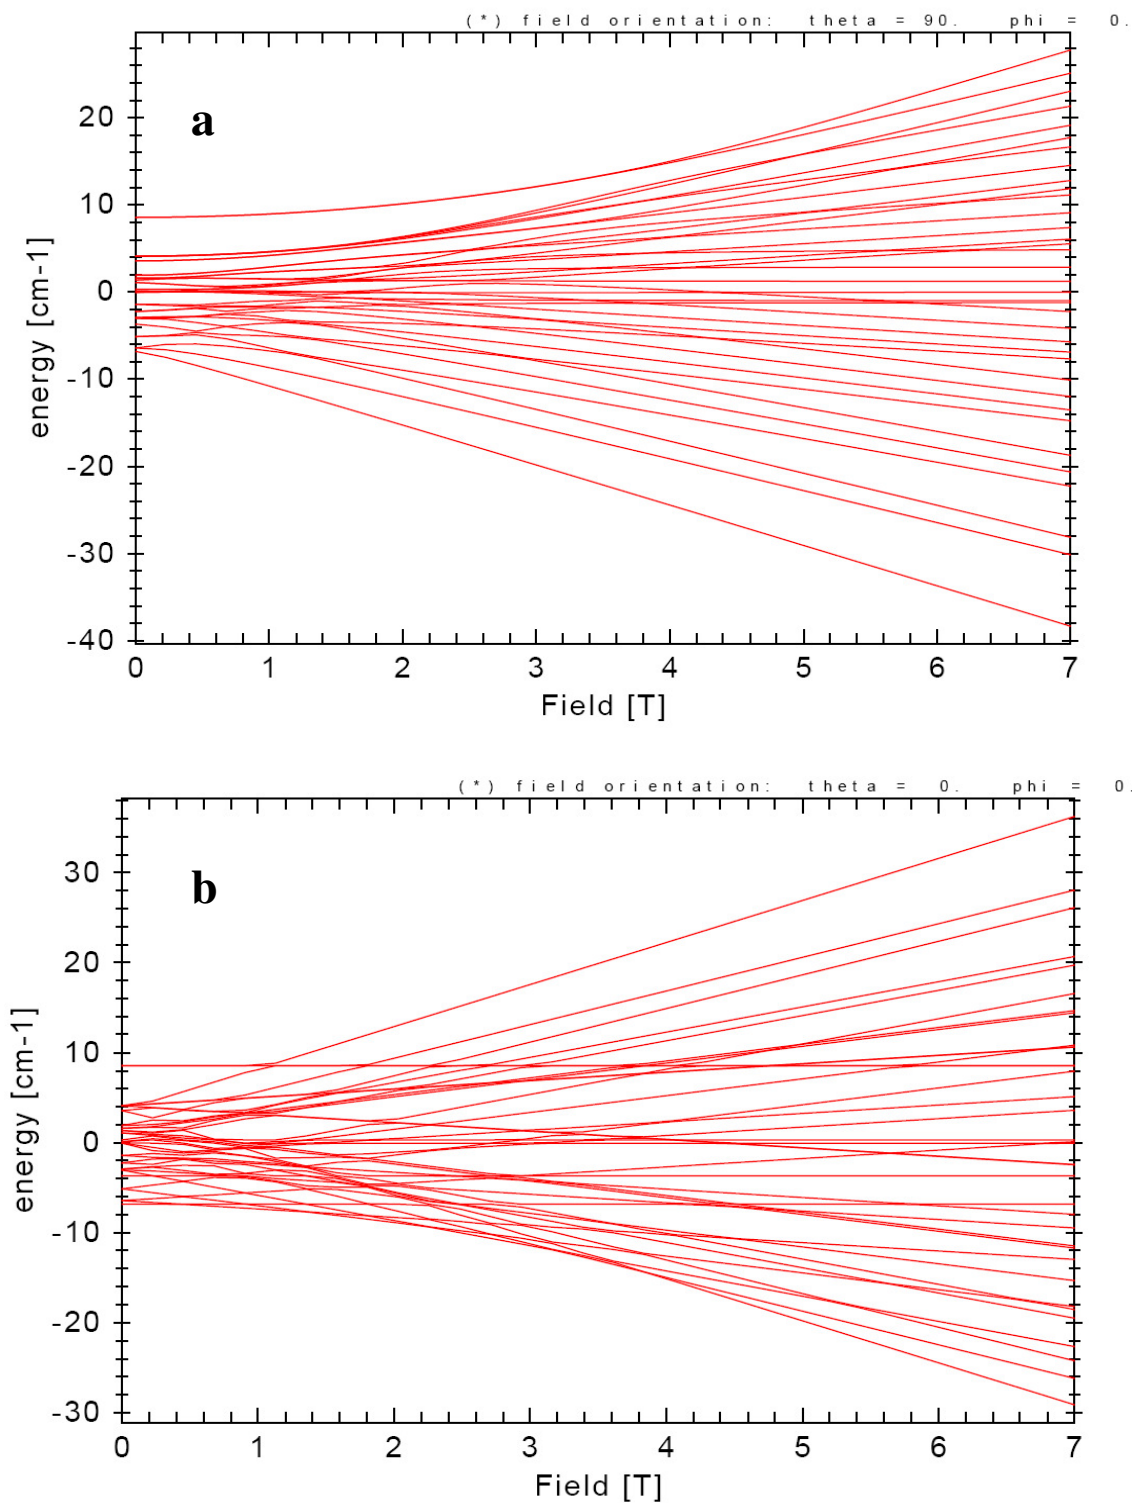 (*) field orientation: theta = 90. phi = 0.
a
20
10
0
-10
-20
-30
-40
energy [cm-1]
0 1 2 3 4 5 6 7
Field [T]
(*) field orientation: theta = 0. phi = 0.
b
30
20
10
0
-10
-20
-30
energy [cm-1]
0 1 2 3 4 5 6 7
Field [T]